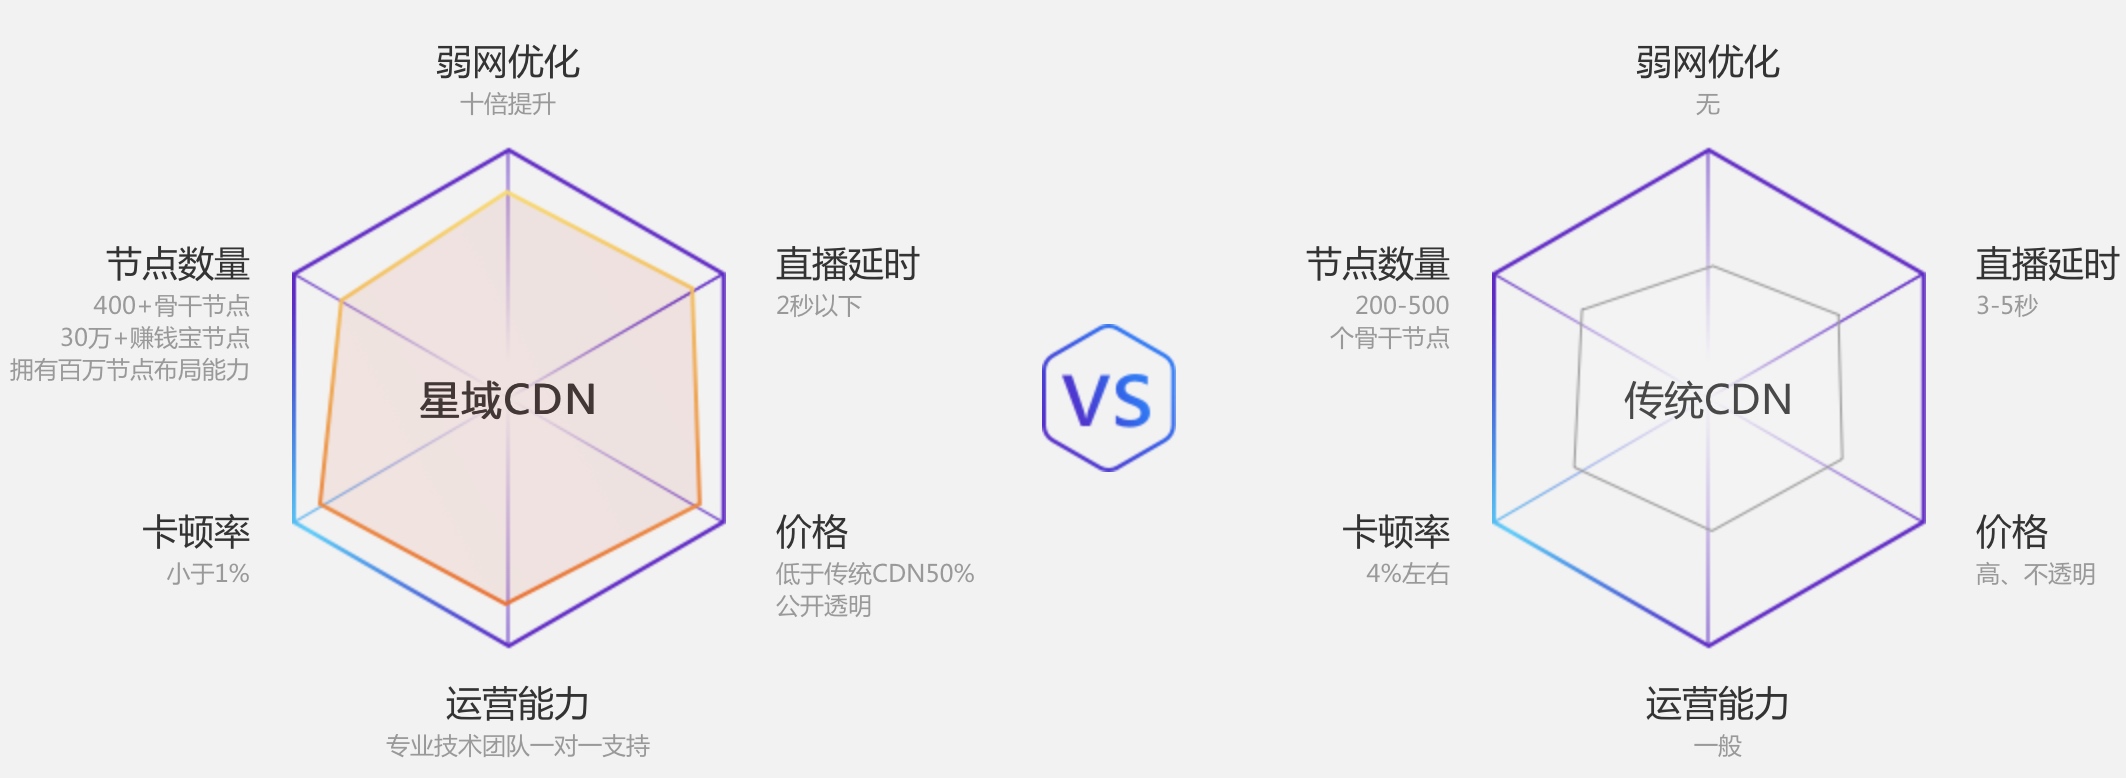 弱网优化
十倍提升
节点数量
400+骨干节点
30万+赚钱宝节点
拥有百万节点布局能力
直播延时
2秒以下
星域CDN
卡顿率
小于1%
价格
低于传统CDN50%
公开透明
运营能力
专业技术团队一对一支持
VS
弱网优化
无
节点数量
200-500
个骨干节点
直播延时
3-5秒
传统CDN
卡顿率
4%左右
价格
高、不透明
运营能力
一般